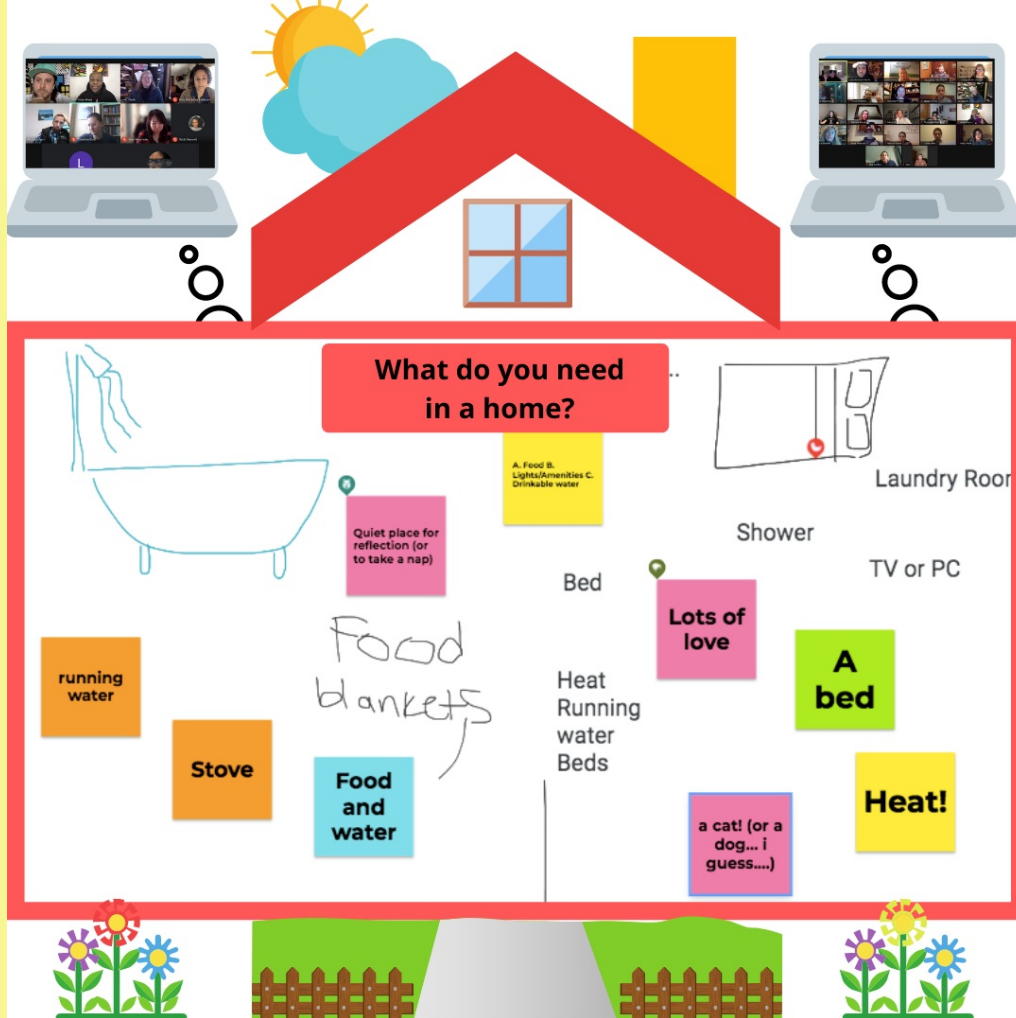 What do you need
in a home?
..
A. Food B.
Lights/Amenities C.
Drinkable water
Laundry Roor
Quiet place for
reflection (or
to take a nap)
Shower
TV or PC
Bed
Lots of
love
Food
blankets
A
bed
running
water
Heat
Running
water
Beds
Stove
Food
and
water
Heat!
a cat! (or a
dog... i
guess....)
L